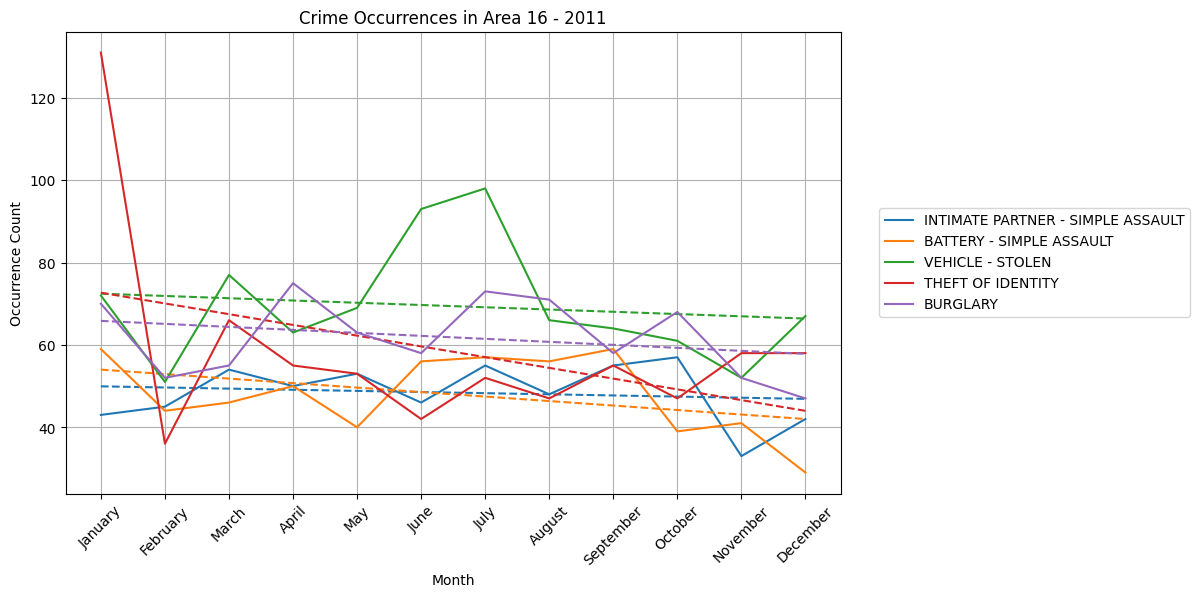 Crime Occurrences in Area 16 - 2011
Occurrence Count
120
100
80
60
40
January
February
March
April
May
June
July
August
September
October
November
December
Month
INTIMATE PARTNER - SIMPLE ASSAULT
BATTERY - SIMPLE ASSAULT
VEHICLE - STOLEN
THEFT OF IDENTITY
BURGLARY